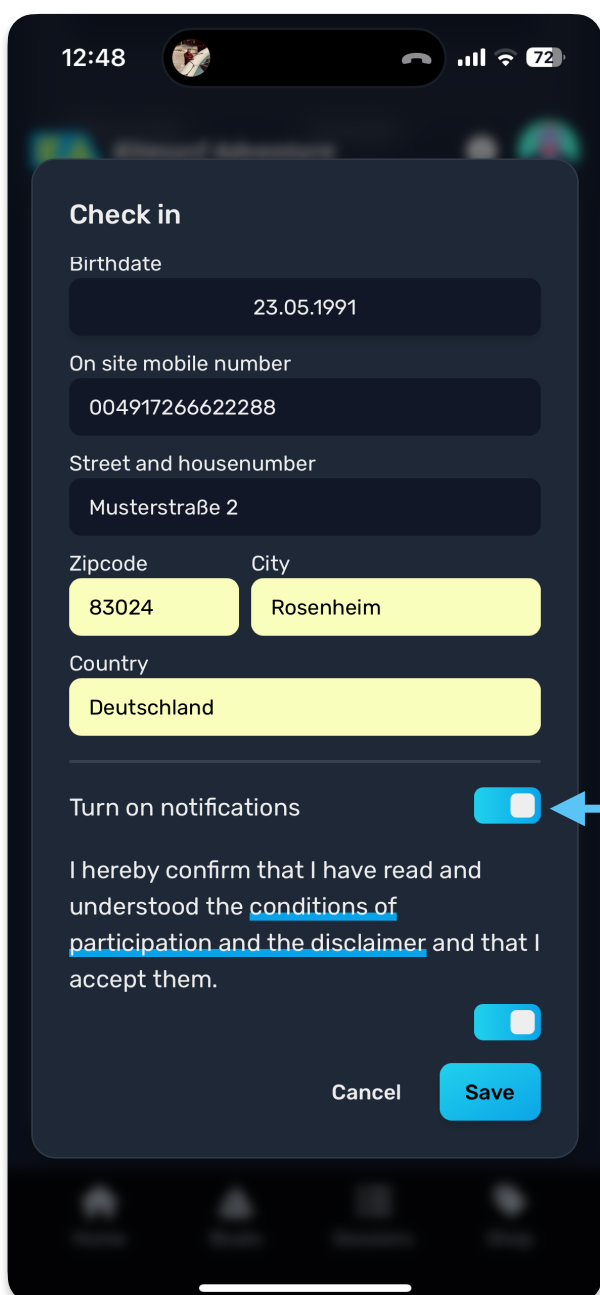 12:48
72
Check in
Birthdate
23.05.1991
On site mobile number
004917266622288
Street and housenumber
Musterstraße 2
Zipcode City
83024 Rosenheim
Country
Deutschland
Turn on notifications
I hereby confirm that I have read and
understood the conditions of
participation and the disclaimer and that I
accept them.
Cancel Save